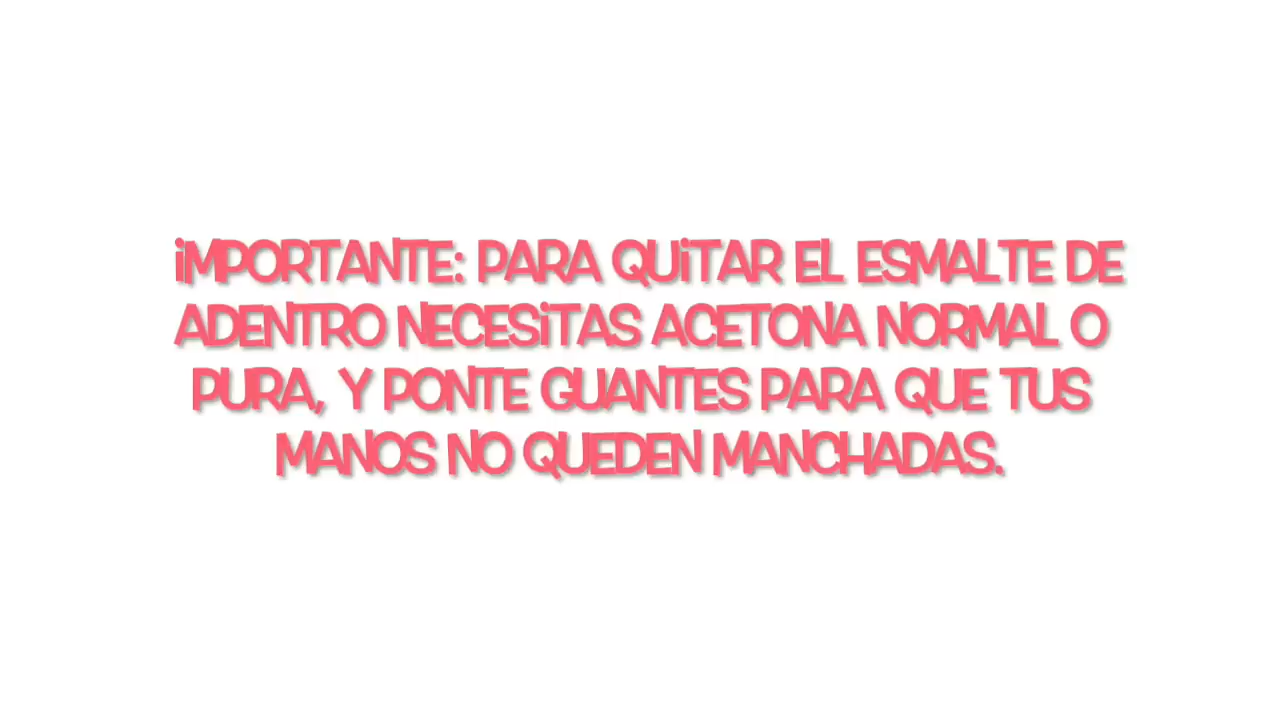 iMPORTANTE: PARA QUiTAR EL ESMALTE DE
ADENTRO NECESiTAS ACETONA NORMAL O
PURA, Y PONTE GUANTES PARA QUE TUS
MANOS NO QUEDEN MANCHADAS.